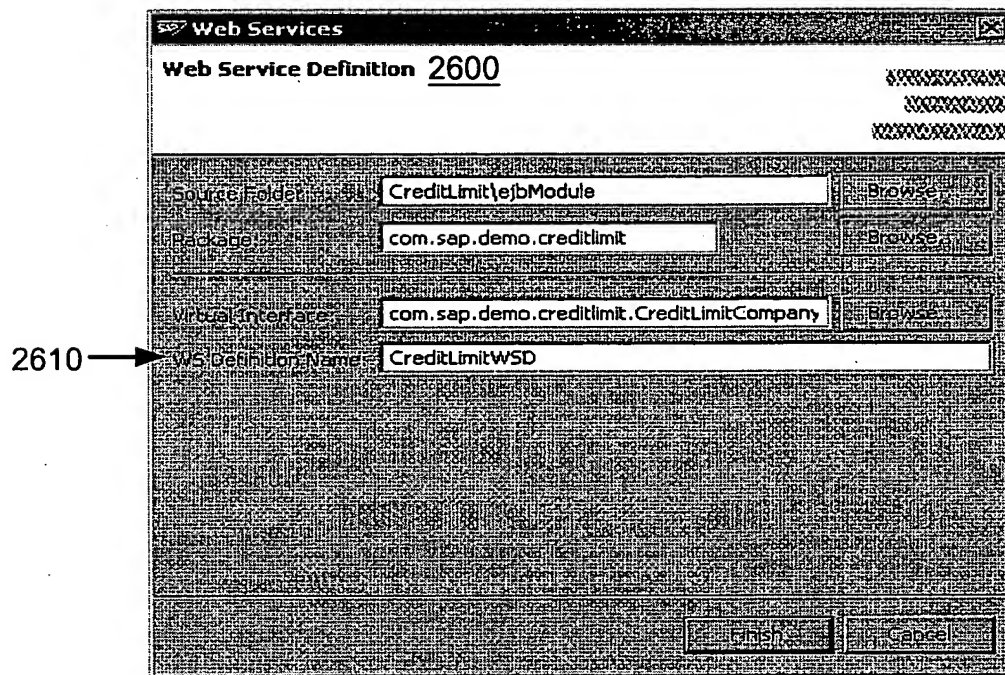 SAP Web Services
Web Service Definition 2600
Source Folder CreditLimit\ejbModule Browse...
Package: com.sap.demo.creditlimit Browse...
Virtual Interface: com.sap.demo.creditlimit.CreditLimitCompany Browse...
2610 WS Definition Name CreditLimitWSD
Finish Cancel